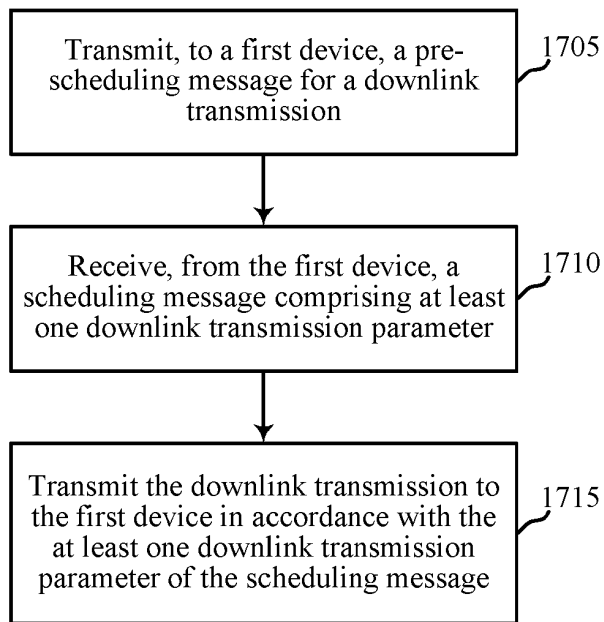 Transmit, to a first device, a pre-
scheduling message for a downlink
transmission
1705
Receive, from the first device, a
scheduling message comprising at least
one downlink transmission parameter
1710
Transmit the downlink transmission to
the first device in accordance with the
at least one downlink transmission
parameter of the scheduling message
1715